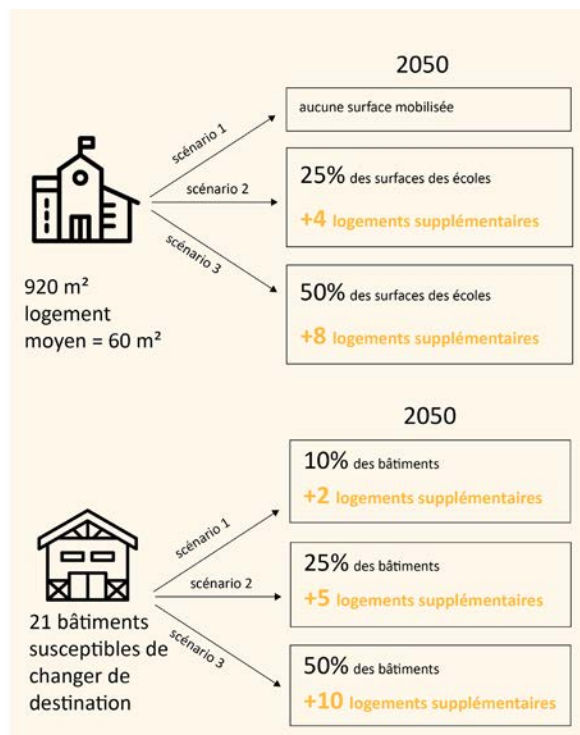 2050
scénario 1
aucune surface mobilisée
scénario 2
25% des surfaces des écoles
+4 logements supplémentaires
scénario 3
50% des surfaces des écoles
+8 logements supplémentaires
920 m²
logement
moyen = 60 m²
2050
scénario 1
10% des bâtiments
+2 logements supplémentaires
scénario 2
25% des bâtiments
+5 logements supplémentaires
scénario 3
50% des bâtiments
+10 logements supplémentaires
21 bâtiments
susceptibles de
changer de
destination